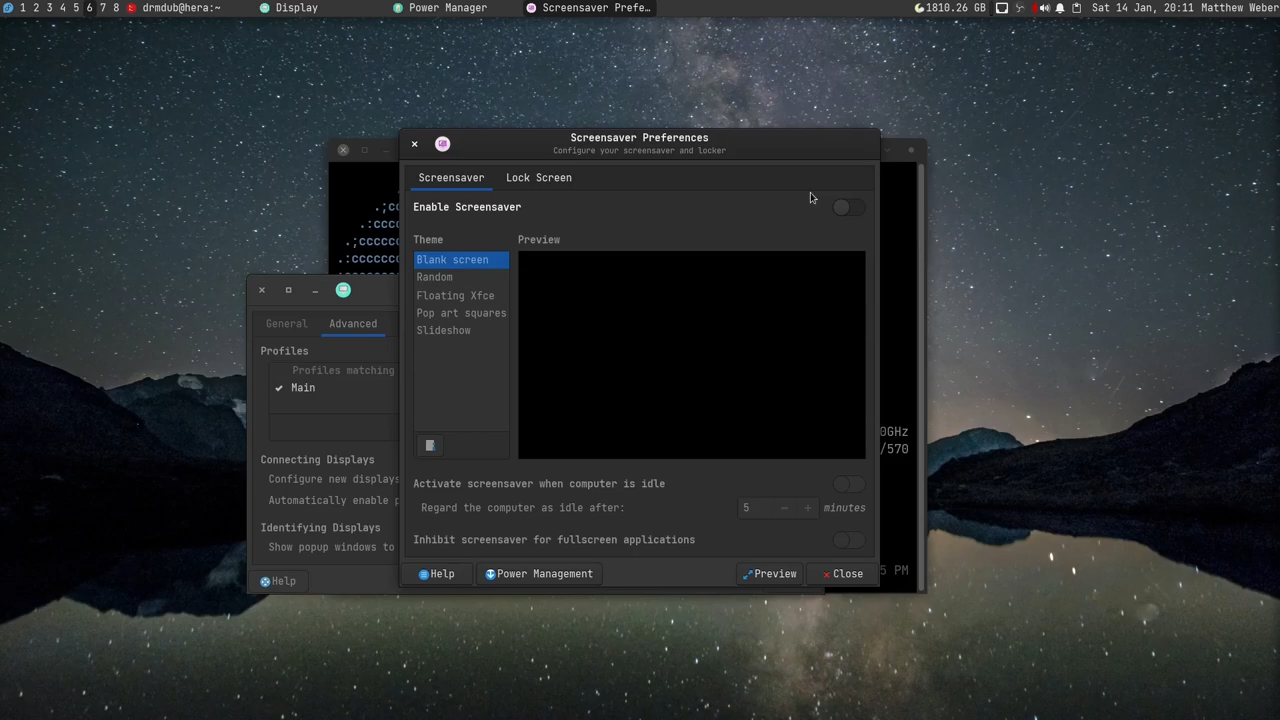 1 2 3 4 5 6 7 8 drmdub@hera:~ Display Power Manager Screensaver Prefe… 1810.26 GB Sat 14 Jan, 20:11 Matthew Weber
Screensaver Preferences
Configure your screensaver and locker
Screensaver Lock Screen
Enable Screensaver
Theme Preview
Blank screen
Random
Floating Xfce
Pop art squares
Slideshow
Activate screensaver when computer is idle
Regard the computer as idle after: 5 − + minutes
Inhibit screensaver for fullscreen applications
Help Power Management Preview Close
.;cc
.:ccccccc
.;cccccc
.:ccccccc
General Advanced
Profiles
Profiles matching
Main
Connecting Displays
Configure new displays
Automatically enable p
Identifying Displays
Show popup windows to
Help
0GHz
/570
5 PM